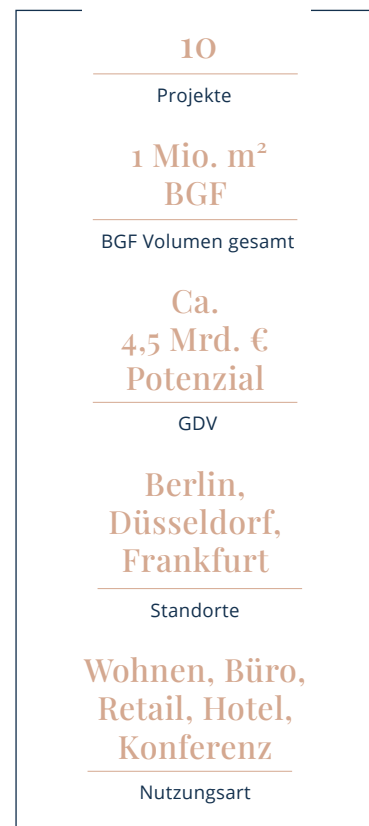 10
Projekte
1 Mio. m²
BGF
BGF Volumen gesamt
Ca.
4,5 Mrd. €
Potenzial
GDV
Berlin,
Düsseldorf,
Frankfurt
Standorte
Wohnen, Büro,
Retail, Hotel,
Konferenz
Nutzungsart